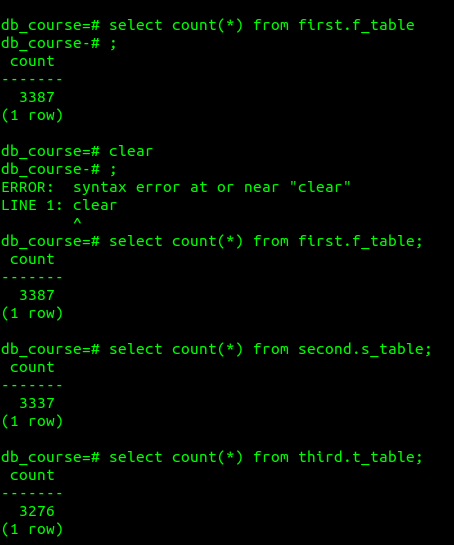 db_course=# select count(*) from first.f_table
db_course-# ;
 count
-------
  3387
(1 row)

db_course=# clear
db_course-# ;
ERROR:  syntax error at or near "clear"
LINE 1: clear
        ^
db_course=# select count(*) from first.f_table;
 count
-------
  3387
(1 row)

db_course=# select count(*) from second.s_table;
 count
-------
  3337
(1 row)

db_course=# select count(*) from third.t_table;
 count
-------
  3276
(1 row)